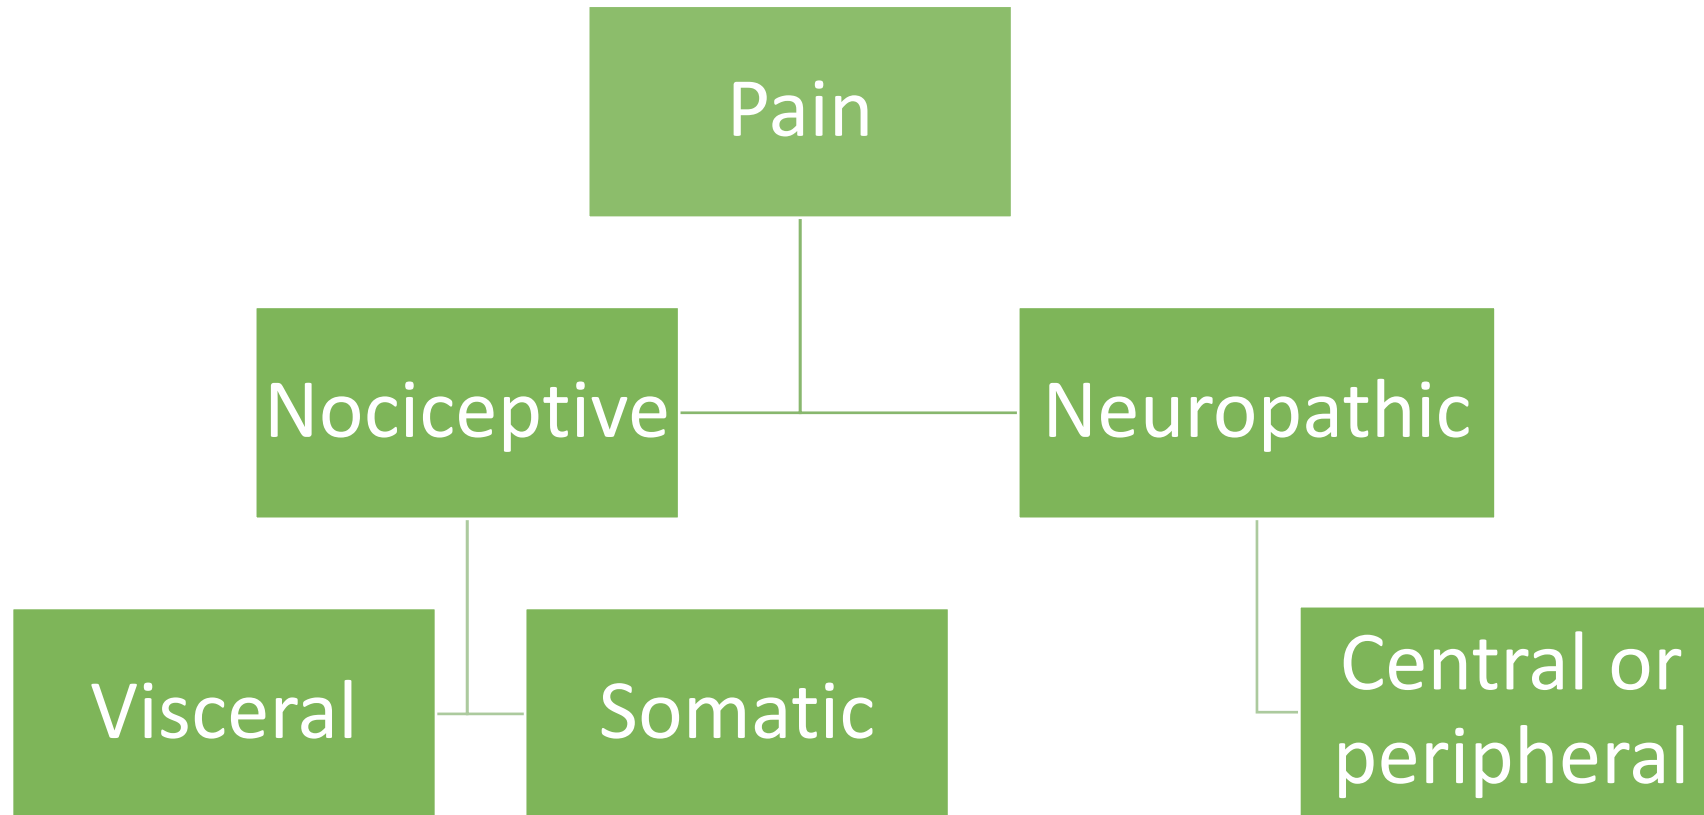 Pain
Nociceptive
Neuropathic
Visceral
Somatic
Central or
peripheral